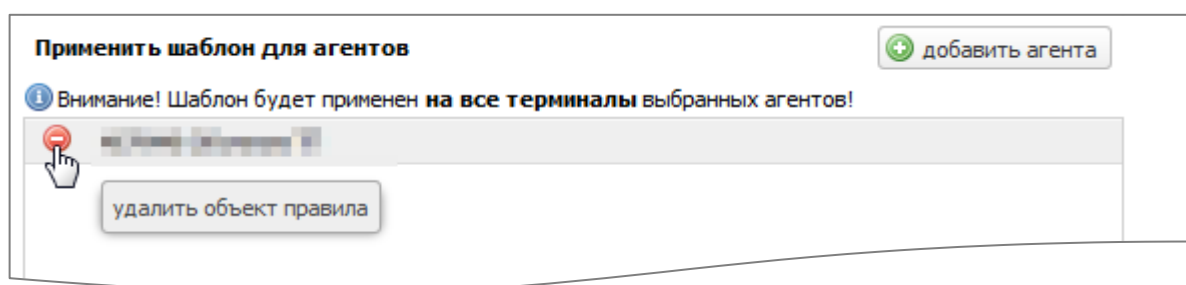 Применить шаблон для агентов
добавить агента
Внимание! Шаблон будет применен на все терминалы выбранных агентов!
удалить объект правила